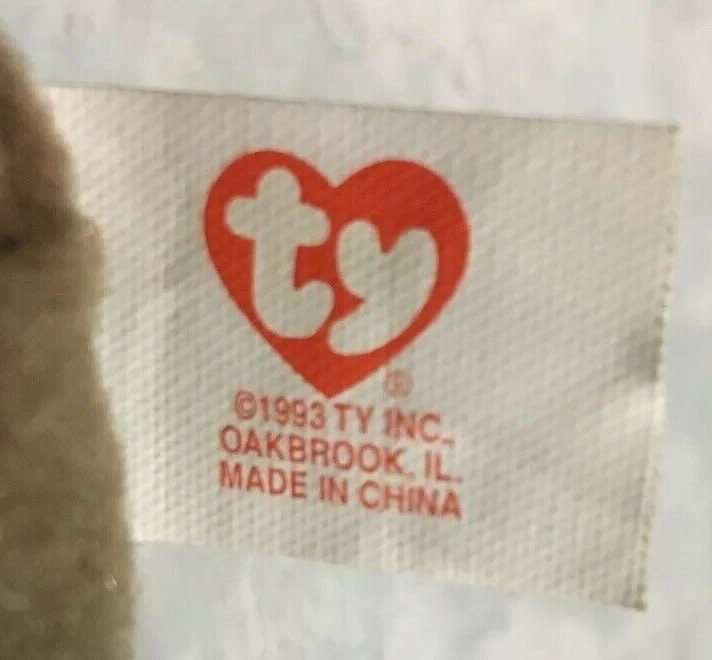 ty
®
©1993 TY INC.,
OAKBROOK, IL.
MADE IN CHINA